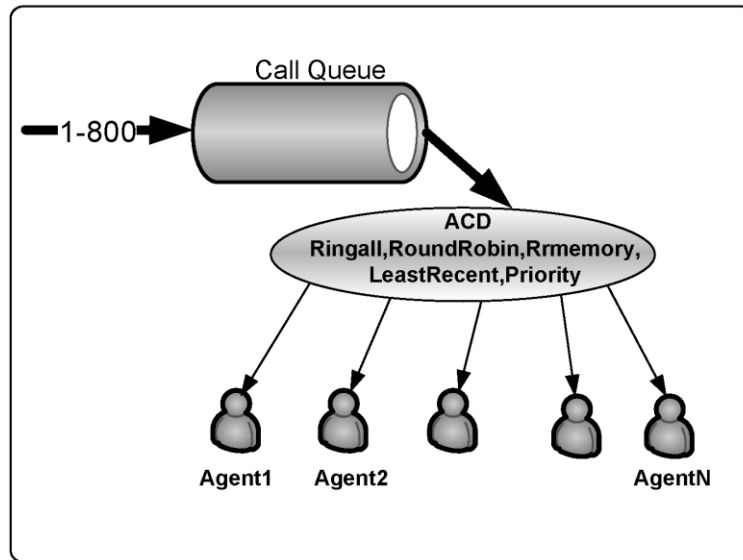 Call Queue
1-800
ACD
Ringall,RoundRobin,Rrmemory,
LeastRecent,Priority
Agent1
Agent2
AgentN